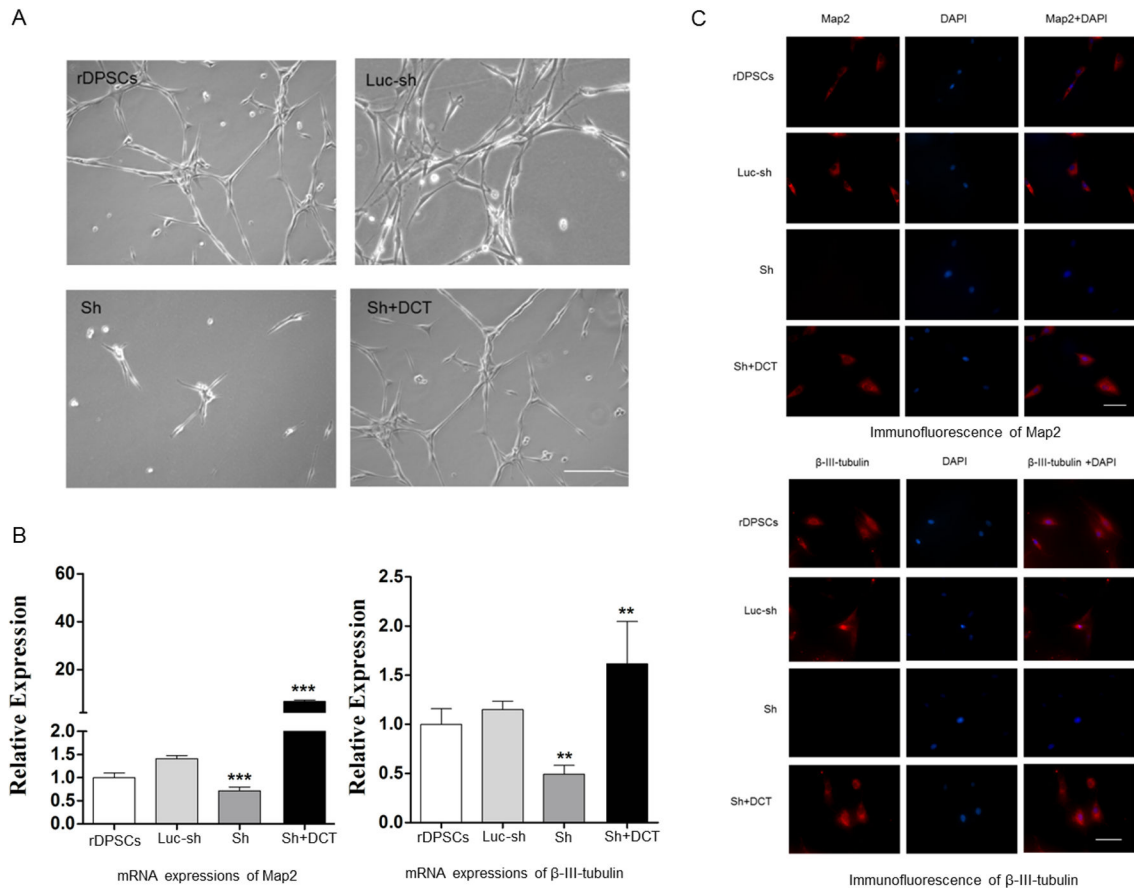 A
rDPSCs
Luc-sh
Sh
Sh+DCT
B
Relative Expression
60
40
20
2.0
1.5
1.0
0.5
0.0
***
***
rDPSCs
Luc-sh
Sh
Sh+DCT
mRNA expressions of Map2
Relative Expression
2.5
2.0
1.5
1.0
0.5
0.0
**
**
rDPSCs
Luc-sh
Sh
Sh+DCT
mRNA expressions of β-III-tubulin
C
Map2
DAPI
Map2+DAPI
rDPSCs
Luc-sh
Sh
Sh+DCT
Immunofluorescence of Map2
β-III-tubulin
DAPI
β-III-tubulin +DAPI
rDPSCs
Luc-sh
Sh
Sh+DCT
Immunofluorescence of β-III-tubulin